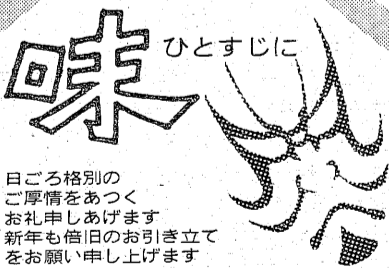 味
ひとすじに
日ごろ格別の
ご厚情をあつく
お礼申しあげます
新年も倍旧のお引き立て
をお願い申し上げます